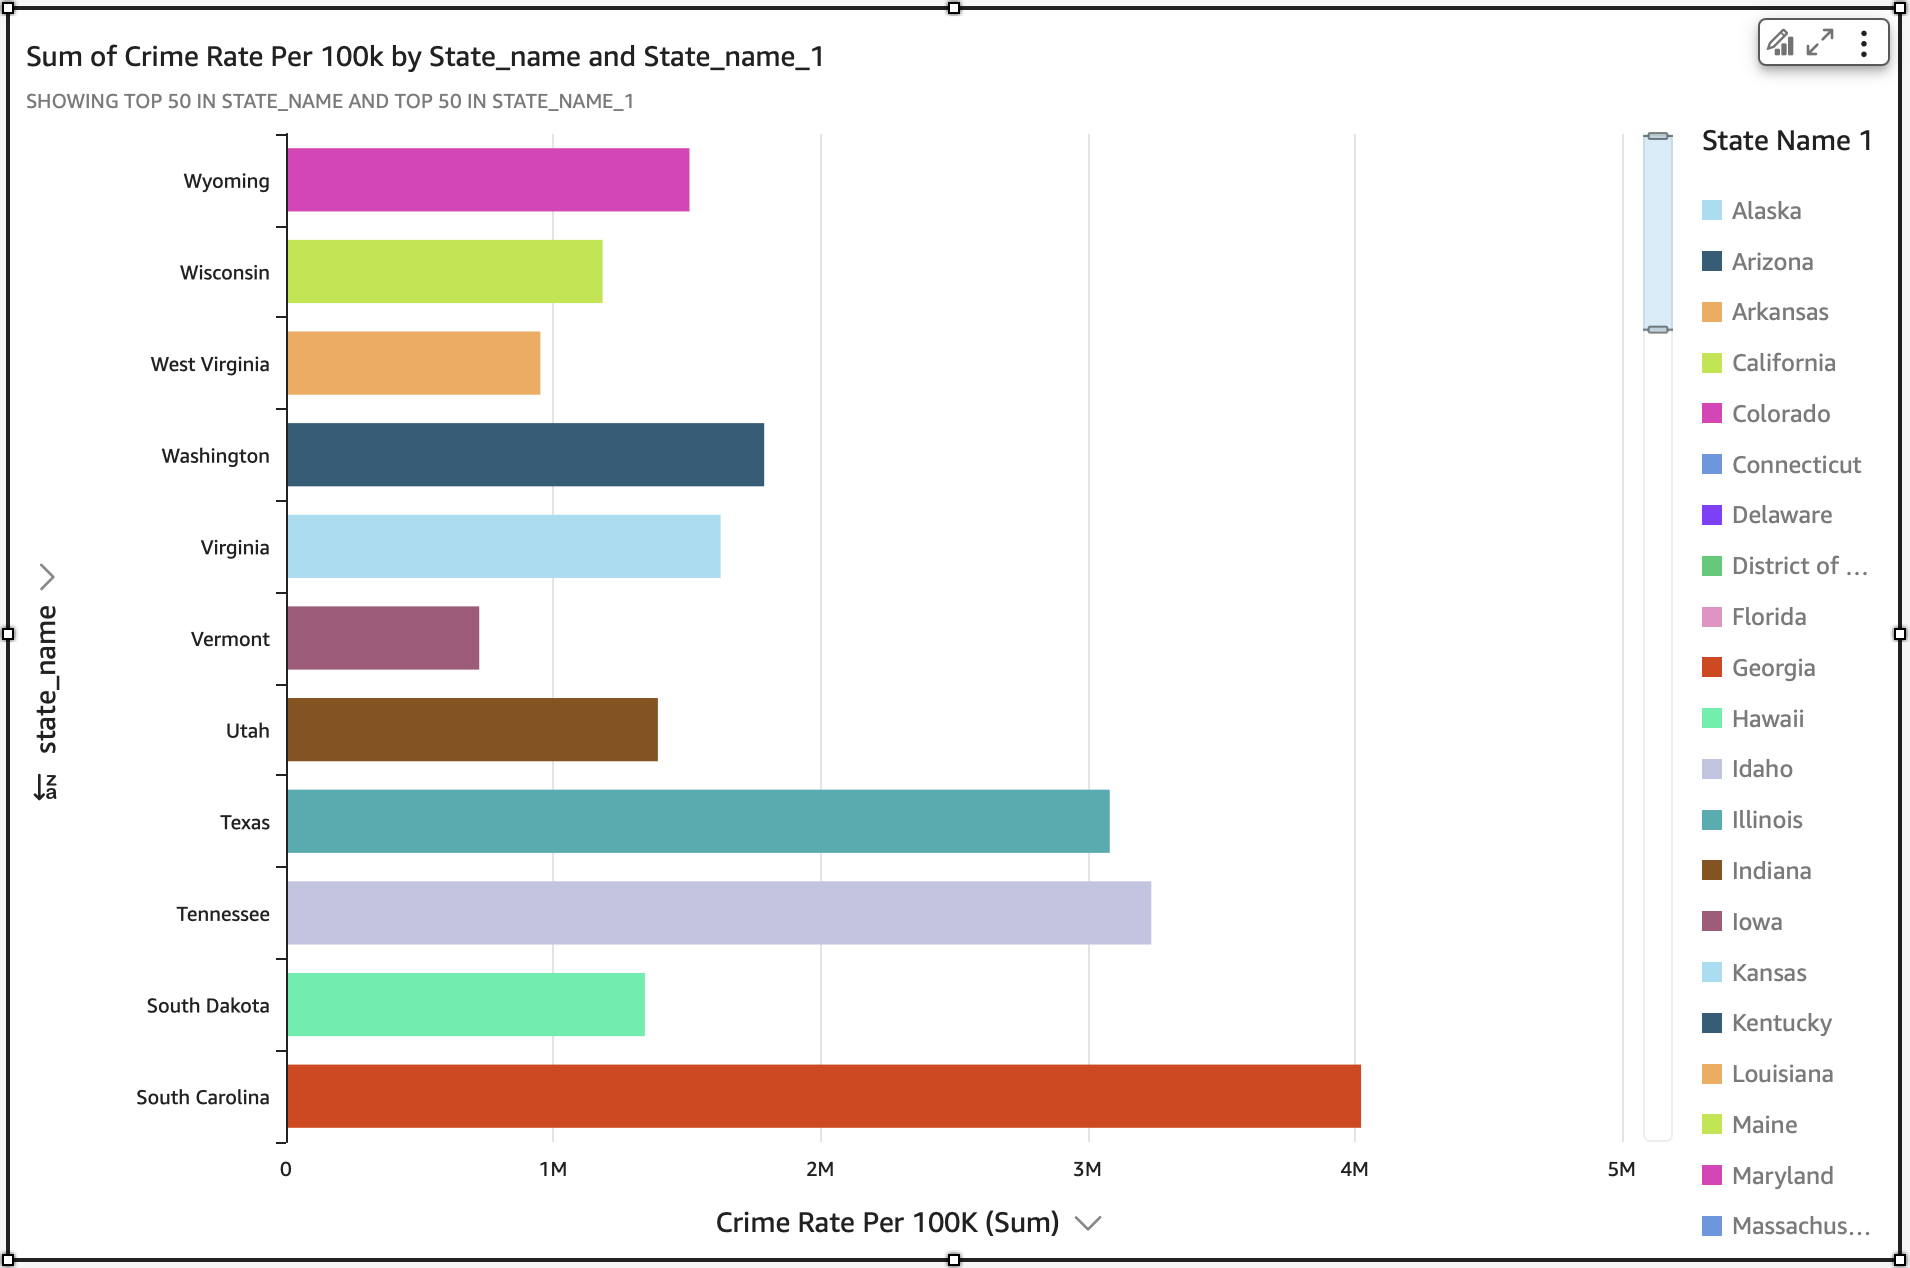 Sum of Crime Rate Per 100k by State_name and State_name_1
SHOWING TOP 50 IN STATE_NAME AND TOP 50 IN STATE_NAME_1
state_name
Wyoming
Wisconsin
West Virginia
Washington
Virginia
Vermont
Utah
Texas
Tennessee
South Dakota
South Carolina
0 1M 2M 3M 4M 5M
Crime Rate Per 100K (Sum)
State Name 1
Alaska
Arizona
Arkansas
California
Colorado
Connecticut
Delaware
District of ...
Florida
Georgia
Hawaii
Idaho
Illinois
Indiana
Iowa
Kansas
Kentucky
Louisiana
Maine
Maryland
Massachus...